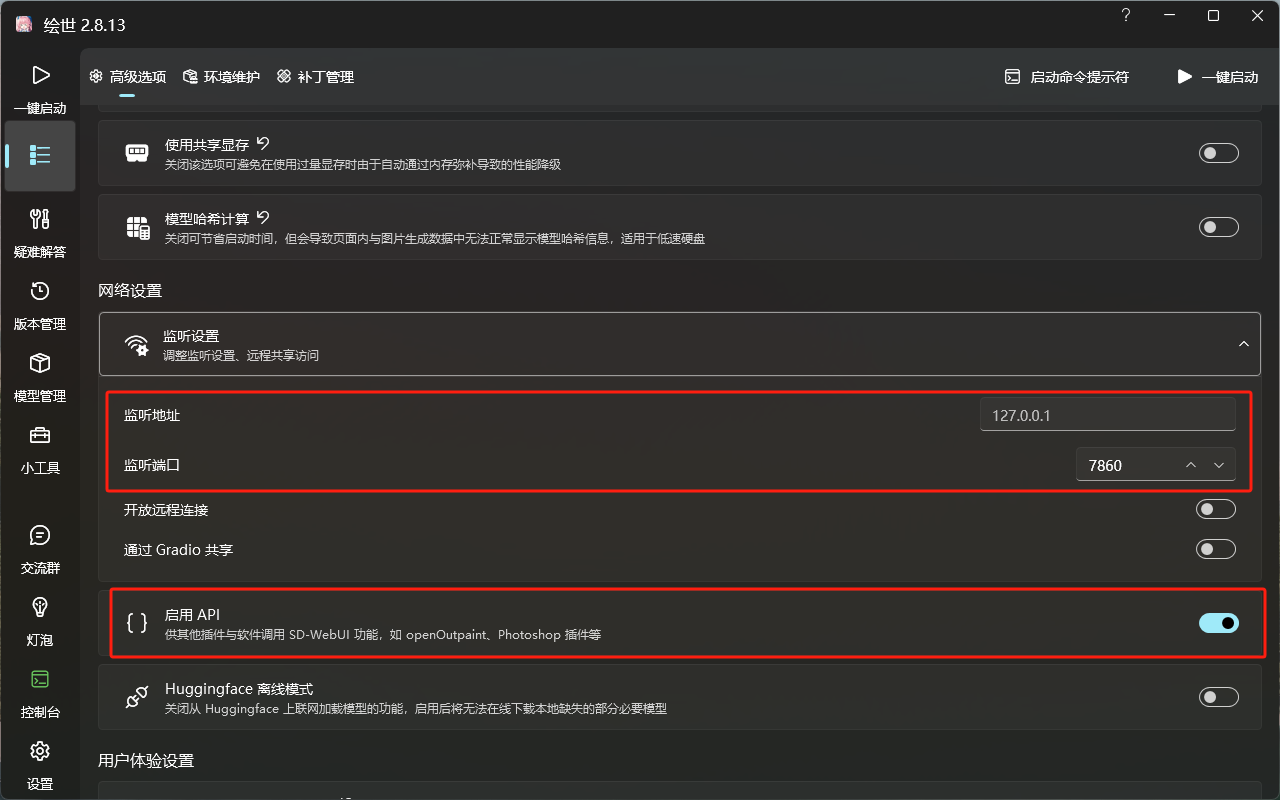 绘世 2.8.13
?
一键启动
疑难解答
版本管理
模型管理
小工具
交流群
灯泡
控制台
设置
高级选项 环境维护 补丁管理 启动命令提示符 一键启动
使用共享显存
关闭该选项可避免在使用过量显存时由于自动通过内存弥补导致的性能降级
模型哈希计算
关闭可节省启动时间，但会导致页面内与图片生成数据中无法正常显示模型哈希信息，适用于低速硬盘
网络设置
监听设置
调整监听设置、远程共享访问
监听地址 127.0.0.1
监听端口 7860
开放远程连接
通过 Gradio 共享
启用 API
供其他插件与软件调用 SD-WebUI 功能，如 openOutpaint、Photoshop 插件等
Huggingface 离线模式
关闭从 Huggingface 上联网加载模型的功能，启用后将无法在线下载本地缺失的部分必要模型
用户体验设置